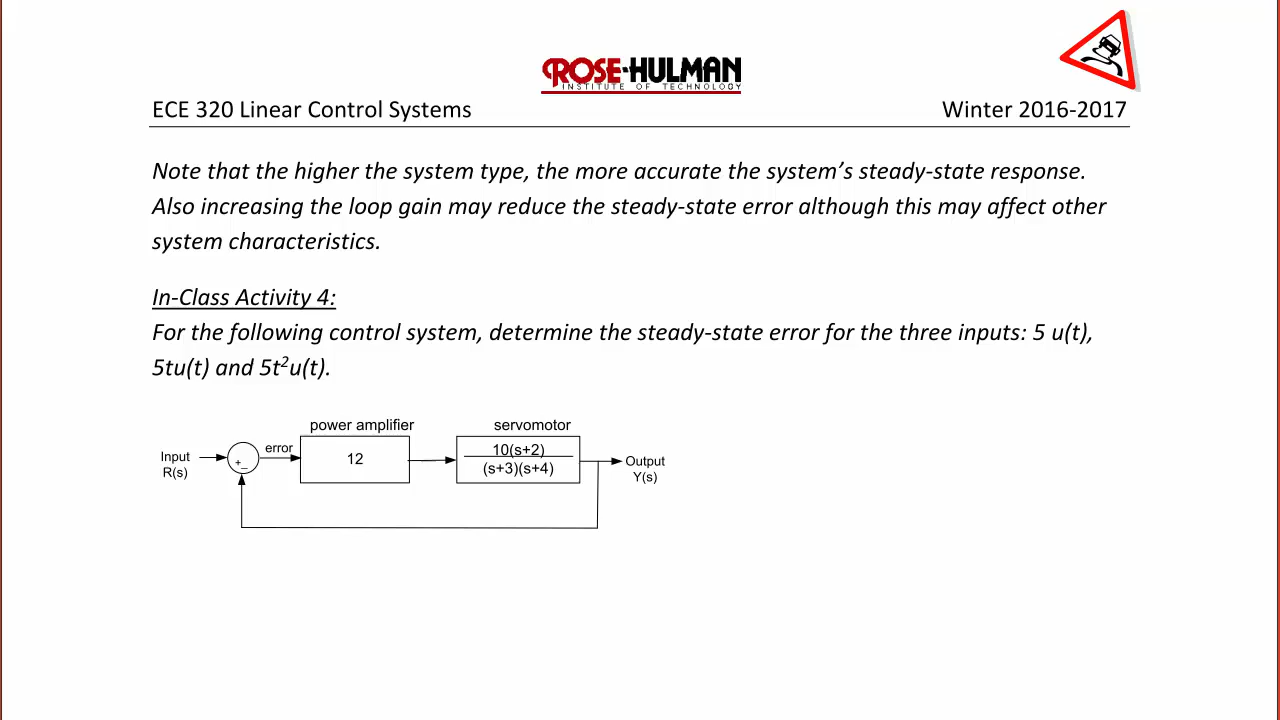 ROSE-HULMAN
INSTITUTE OF TECHNOLOGY
ECE 320 Linear Control Systems Winter 2016-2017
Note that the higher the system type, the more accurate the system’s steady-state response.
Also increasing the loop gain may reduce the steady-state error although this may affect other
system characteristics.
In-Class Activity 4:
For the following control system, determine the steady-state error for the three inputs: 5 u(t),
5tu(t) and 5t²u(t).
power amplifier servomotor
Input
R(s)
+_
error
12
10(s+2)
(s+3)(s+4)
Output
Y(s)